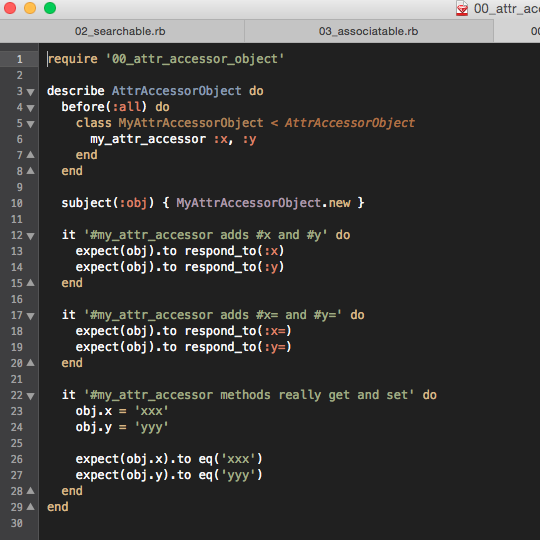 00_attr_acce
02_searchable.rb 03_associatable.rb 00
1 require '00_attr_accessor_object'
2
3 describe AttrAccessorObject do
4 before(:all) do
5 class MyAttrAccessorObject < AttrAccessorObject
6 my_attr_accessor :x, :y
7 end
8 end
9
10 subject(:obj) { MyAttrAccessorObject.new }
11
12 it '#my_attr_accessor adds #x and #y' do
13 expect(obj).to respond_to(:x)
14 expect(obj).to respond_to(:y)
15 end
16
17 it '#my_attr_accessor adds #x= and #y=' do
18 expect(obj).to respond_to(:x=)
19 expect(obj).to respond_to(:y=)
20 end
21
22 it '#my_attr_accessor methods really get and set' do
23 obj.x = 'xxx'
24 obj.y = 'yyy'
25
26 expect(obj.x).to eq('xxx')
27 expect(obj.y).to eq('yyy')
28 end
29 end
30